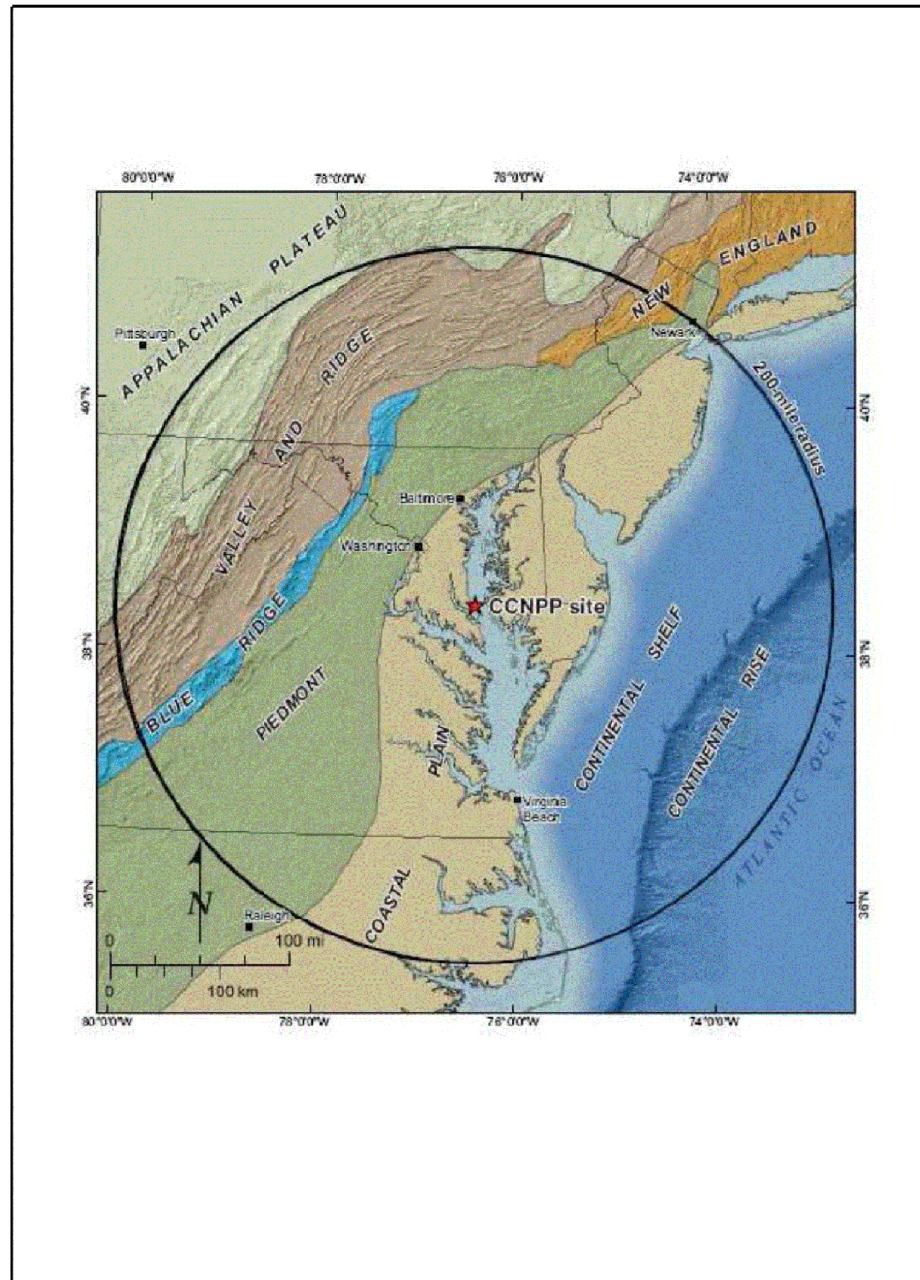 80°0'0"W
78°0'0"W
76°0'0"W
74°0'0"W
APPALACHIAN PLATEAU
NEW ENGLAND
Pittsburgh
Newark
VALLEY AND RIDGE
200-mile radius
40°N
40°N
Baltimore
Washington
CCNPP site
38°N
38°N
BLUE RIDGE
PIEDMONT
COASTAL PLAIN
CONTINENTAL SHELF
CONTINENTAL RISE
ATLANTIC OCEAN
Virginia
Beach
36°N
36°N
N
Raleigh
0
100 mi
0
100 km
80°0'0"W
78°0'0"W
76°0'0"W
74°0'0"W